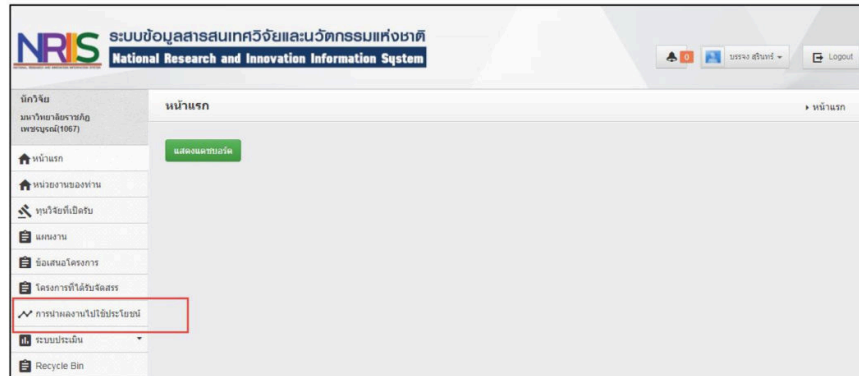 NRIS
ระบบข้อมูลสารสนเทศวิจัยและนวัตกรรมแห่งชาติ
National Research and Innovation Information System
0
Logout
นักวิจัย
มหาวิทยาลัยราชภัฏ
เพชรบูรณ์(1067)
หน้าแรก
หน้าแรก
แสดงแดชบอร์ด
หน้าแรก
หน่วยงานของท่าน
ทุนวิจัยที่เปิดรับ
แผนงาน
ข้อเสนอโครงการ
โครงการที่ได้รับจัดสรร
การนำผลงานไปใช้ประโยชน์
ระบบประเมิน
Recycle Bin